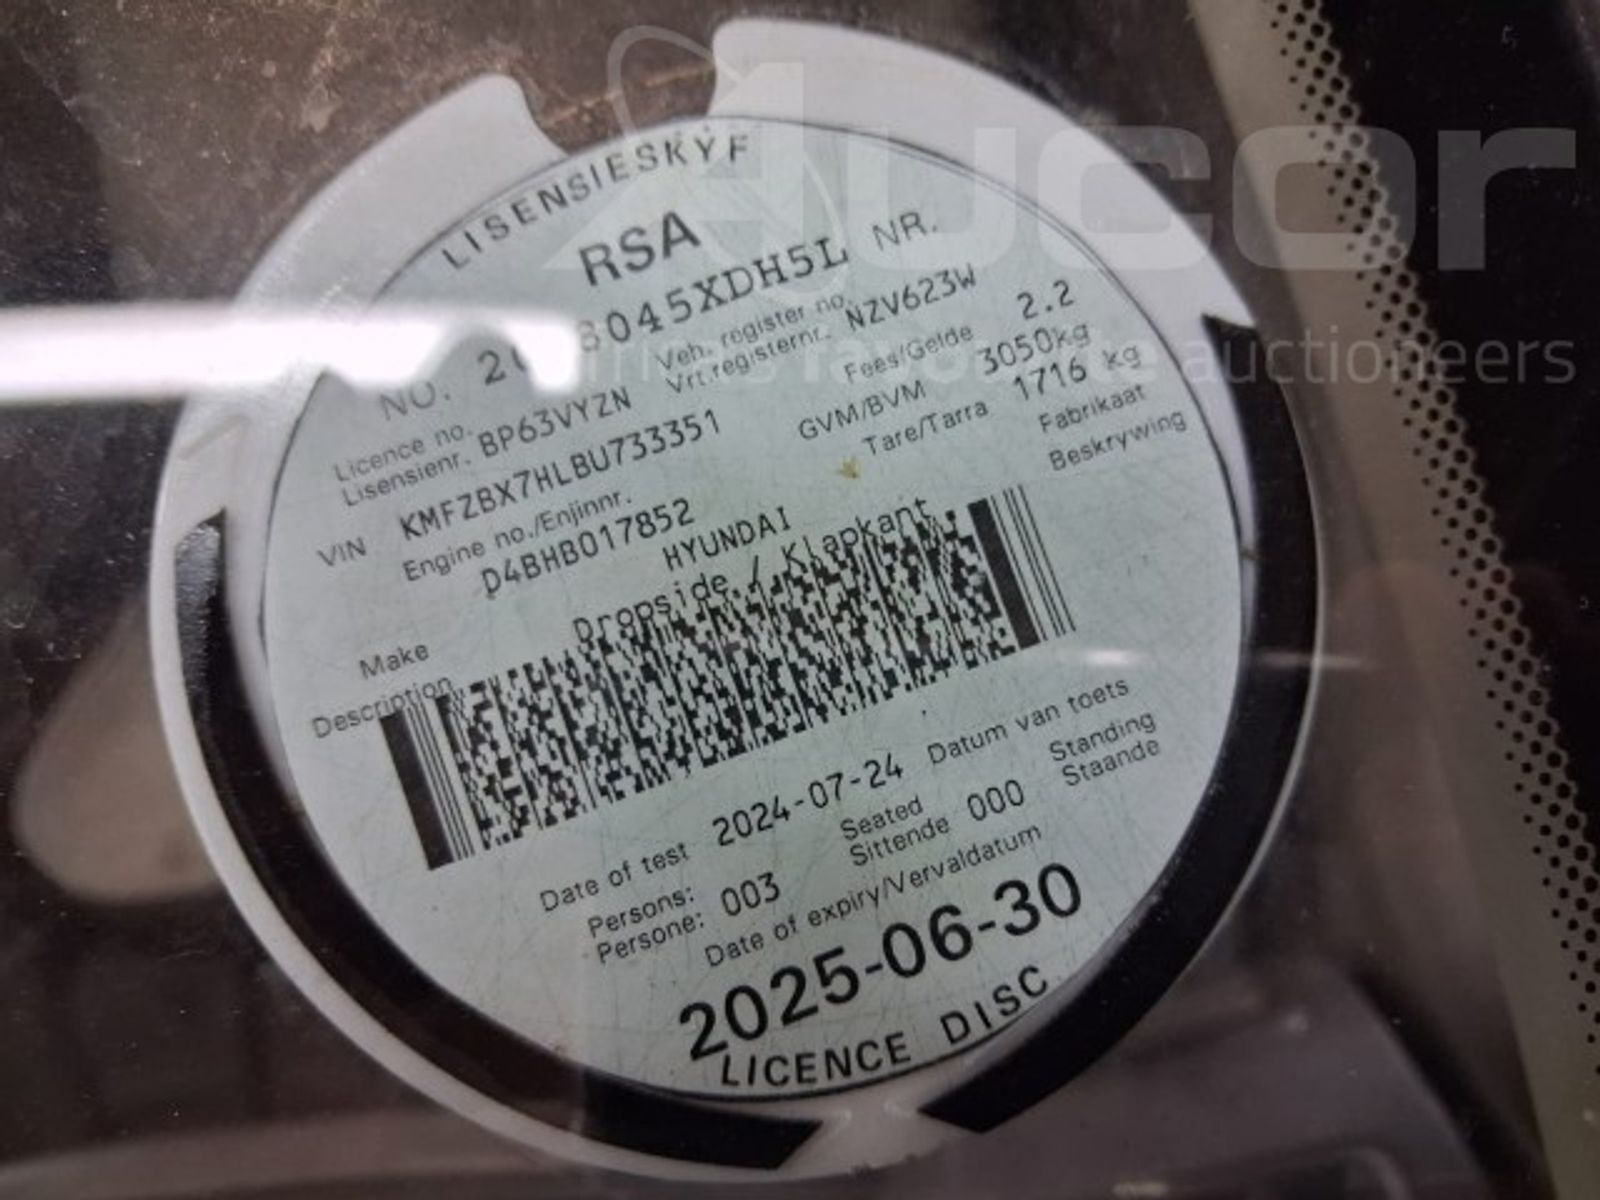 LISENSIESKYF
RSA
NO. 20 8045XDH5L NR.
Licence no. Veh. register no.
Lisensienr. BP63VYZN Vrt.registernr. NZV623W
VIN KMFZBX7HLBU733351 Fees/Gelde 2.2
Engine no./Enjinnr. GVM/BVM 3050kg
D4BHB017852 Tare/Tarra 1716 kg
Make HYUNDAI Fabrikaat
Description Dropside / Klapkant Beskrywing
Date of test 2024-07-24 Datum van toets
Persons: Seated Standing
Persone: 003 Sittende 000 Staande
Date of expiry/Vervaldatum
2025-06-30
LICENCE DISC
Aucor
auctioneers